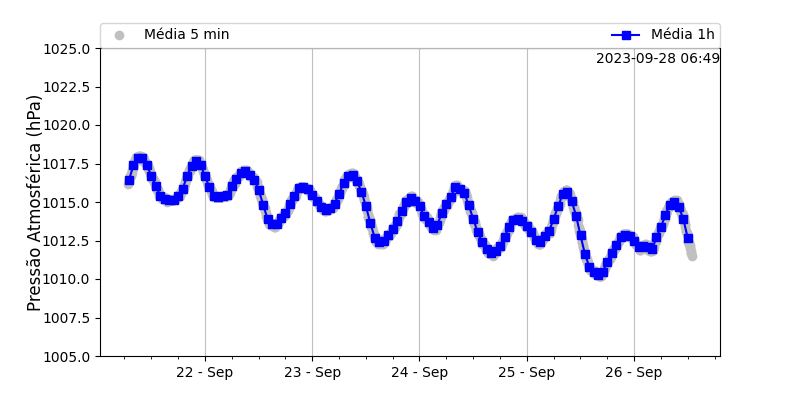 Média 5 min
Média 1h
2023-09-28 06:49
Pressão Atmosférica (hPa)
1025.0
1022.5
1020.0
1017.5
1015.0
1012.5
1010.0
1007.5
1005.0
22 - Sep
23 - Sep
24 - Sep
25 - Sep
26 - Sep